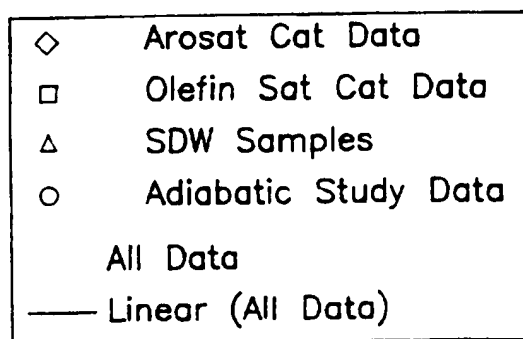 Arosat Cat Data
Olefin Sat Cat Data
SDW Samples
Adiabatic Study Data
All Data
Linear (All Data)